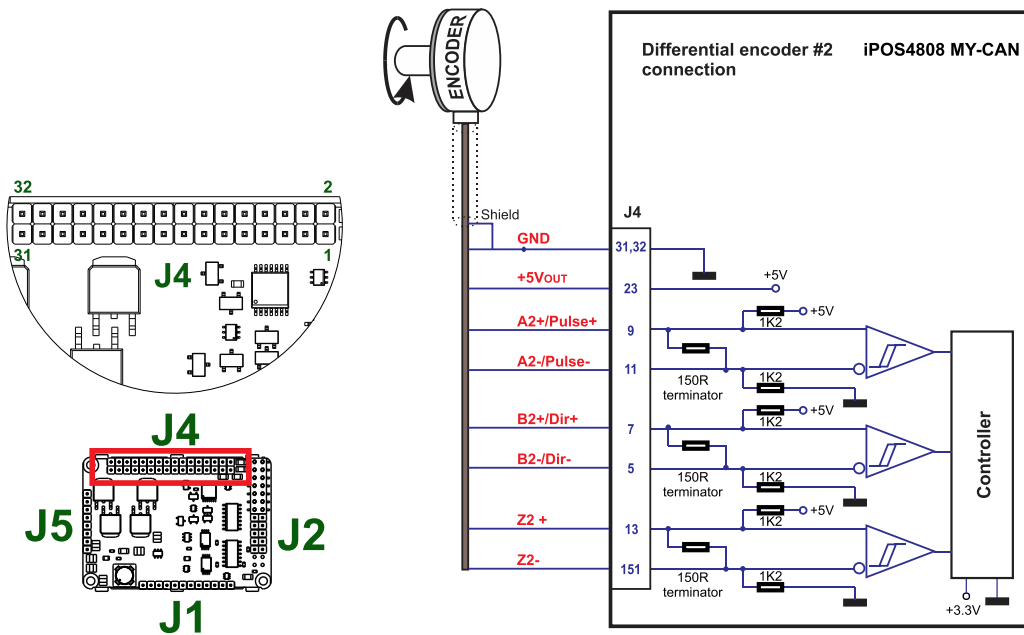 ENCODER
Differential encoder #2 iPOS4808 MY-CAN
connection
32 2
31 1
J4
J4
J5
J2
J1
Shield
J4
GND 31,32
+5VOUT 23 +5V
A2+/Pulse+ 9 1K2 +5V
A2-/Pulse- 11 1K2
150R
terminator
B2+/Dir+ 7 1K2 +5V
B2-/Dir- 5 1K2
150R
terminator
Z2 + 13 1K2 +5V
Z2- 151 1K2
150R
terminator
Controller
+3.3V